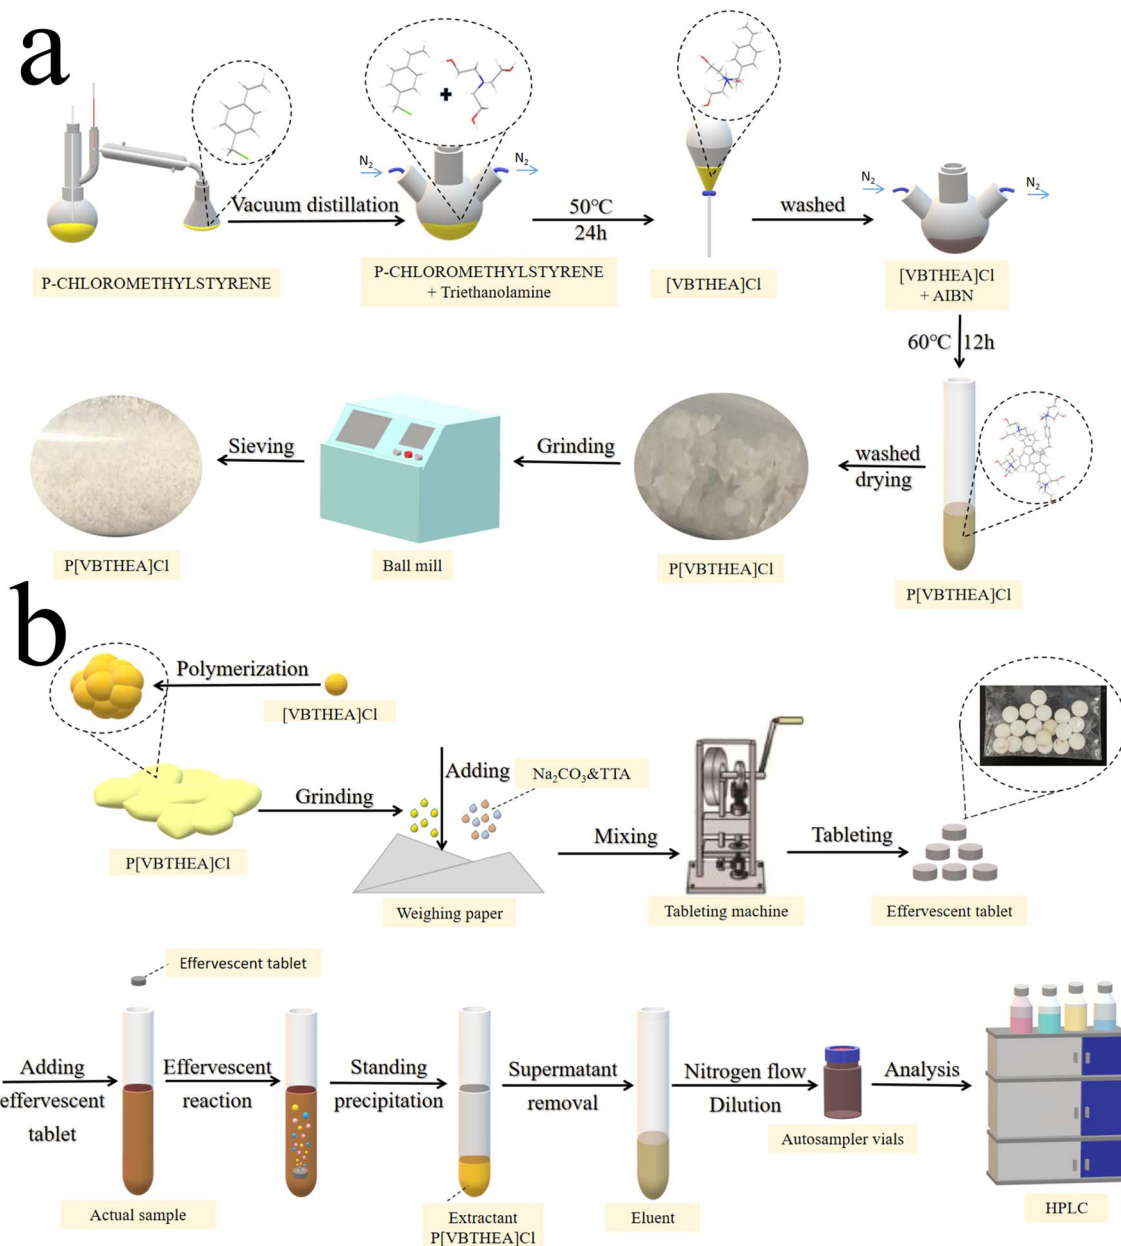 a
N₂
N₂
N₂
N₂
Vacuum distillation
50℃
24h
washed
P-CHLOROMETHYLSTYRENE
P-CHLOROMETHYLSTYRENE
+ Triethanolamine
[VBTHEA]Cl
[VBTHEA]Cl
+ AIBN
60℃ 12h
Sieving
Grinding
washed
drying
P[VBTHEA]Cl
Ball mill
P[VBTHEA]Cl
P[VBTHEA]Cl
b
Polymerization
[VBTHEA]Cl
Grinding
Adding
Na₂CO₃&TTA
Mixing
Tableting
P[VBTHEA]Cl
Weighing paper
Tableting machine
Effervescent tablet
Effervescent tablet
Adding
effervescent
tablet
Effervescent
reaction
Standing
precipitation
Supematant
removal
Nitrogen flow
Dilution
Analysis
Autosampler vials
Actual sample
Extractant
P[VBTHEA]Cl
Eluent
HPLC